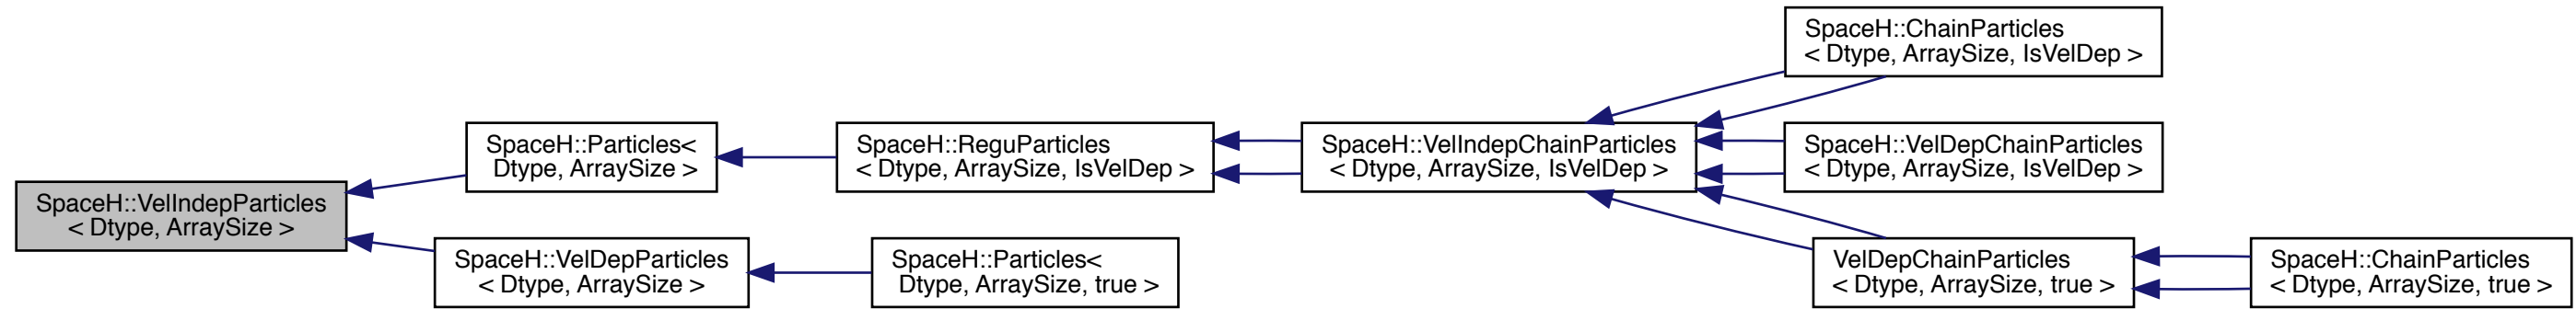 SpaceH::VelIndepParticles
< Dtype, ArraySize >
SpaceH::Particles<
Dtype, ArraySize >
SpaceH::VelDepParticles
< Dtype, ArraySize >
SpaceH::ReguParticles
< Dtype, ArraySize, IsVelDep >
SpaceH::Particles<
Dtype, ArraySize, true >
SpaceH::VelIndepChainParticles
< Dtype, ArraySize, IsVelDep >
SpaceH::ChainParticles
< Dtype, ArraySize, IsVelDep >
SpaceH::VelDepChainParticles
< Dtype, ArraySize, IsVelDep >
VelDepChainParticles
< Dtype, ArraySize, true >
SpaceH::ChainParticles
< Dtype, ArraySize, true >